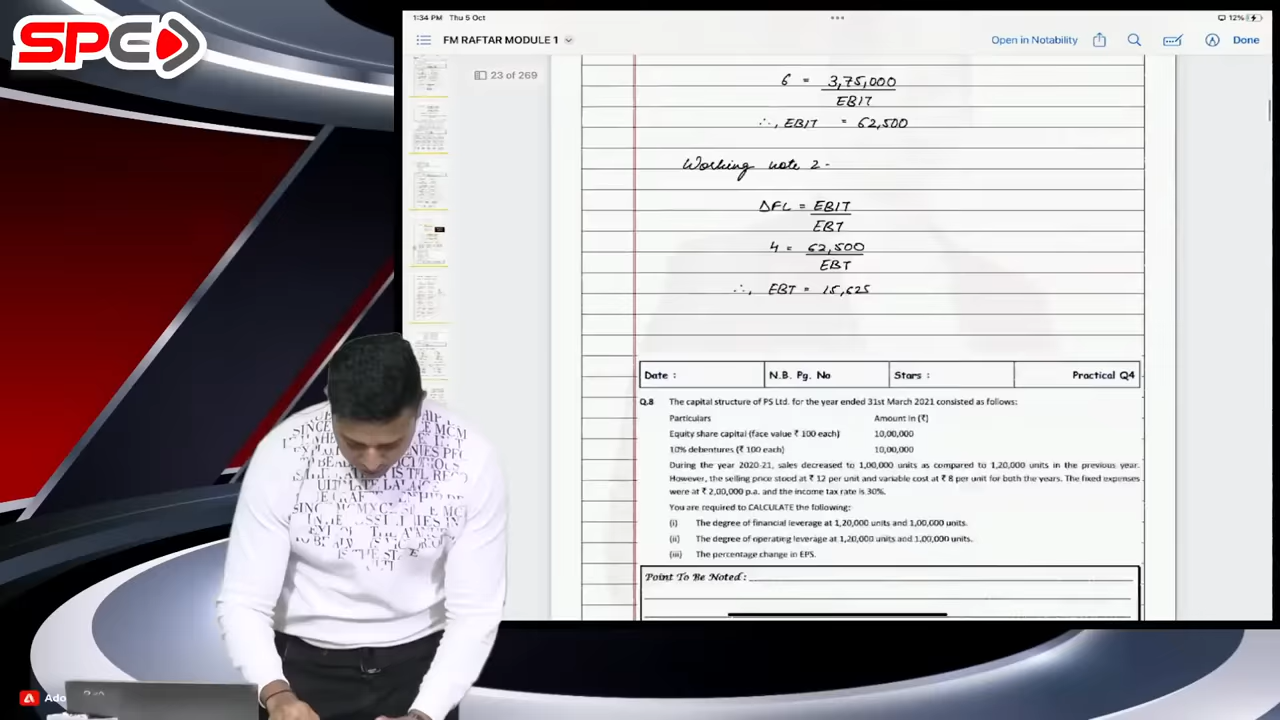 SPC
1:34 PM Thu 5 Oct
12%
FM RAFTAR MODULE 1
Open in Notability
Done
23 of 269
6 = 3,75,000
EBIT
∴ EBIT = 62,500
Working note 2 -
DFL = EBIT
EBT
4 = 62,500
EBT
∴, EBT = 15,625
Date :
N.B. Pg. No
Stars :
Practical Q4
Q.8 The capital structure of PS Ltd. for the year ended 31st March 2021 consisted as follows:
Particulars Amount in (₹)
Equity share capital (face value ₹ 100 each) 10,00,000
10% debentures (₹ 100 each) 10,00,000
During the year 2020-21, sales decreased to 1,00,000 units as compared to 1,20,000 units in the previous year.
However, the selling price stood at ₹ 12 per unit and variable cost at ₹ 8 per unit for both the years. The fixed expenses
were at ₹ 2,00,000 p.a. and the income tax rate is 30%.
You are required to CALCULATE the following:
(i) The degree of financial leverage at 1,20,000 units and 1,00,000 units.
(ii) The degree of operating leverage at 1,20,000 units and 1,00,000 units.
(iii) The percentage change in EPS.
Point To Be Noted:
Ado